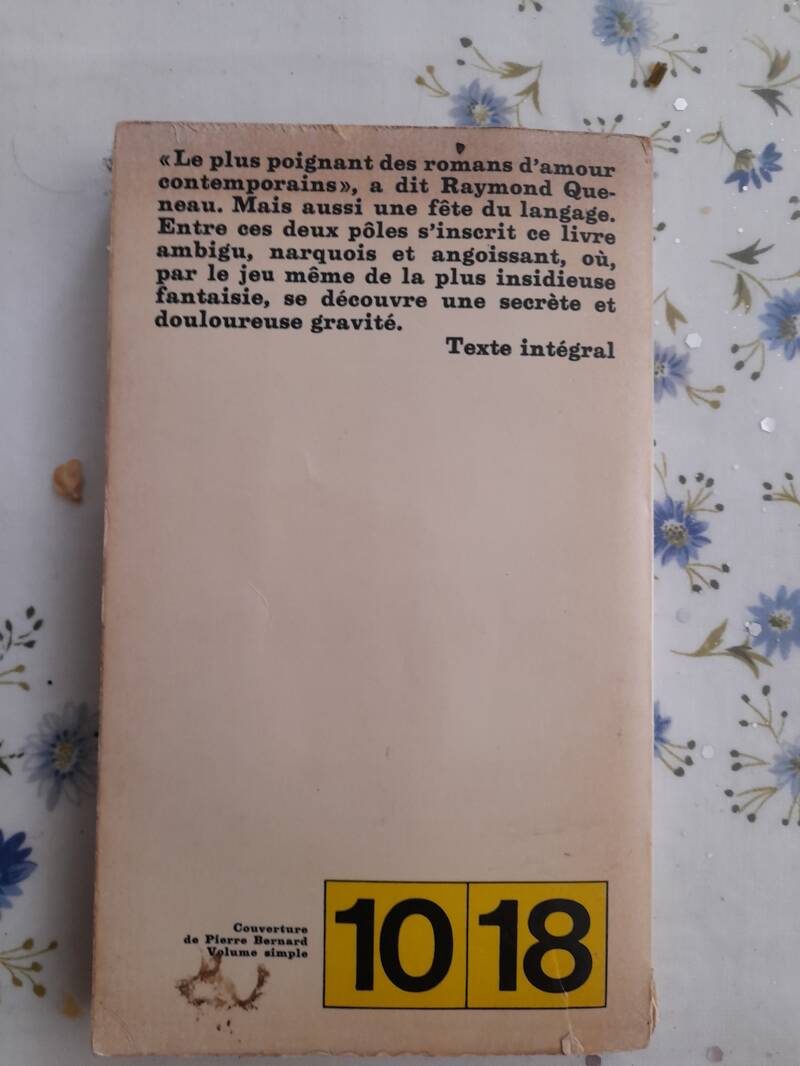 «Le plus poignant des romans d'amour
contemporains», a dit Raymond Que-
neau. Mais aussi une fête du langage.
Entre ces deux pôles s'inscrit ce livre
ambigu, narquois et angoissant, où,
par le jeu même de la plus insidieuse
fantaisie, se découvre une secrète et
douloureuse gravité.
Texte intégral
Couverture
de Pierre Bernard
Volume simple
10 18